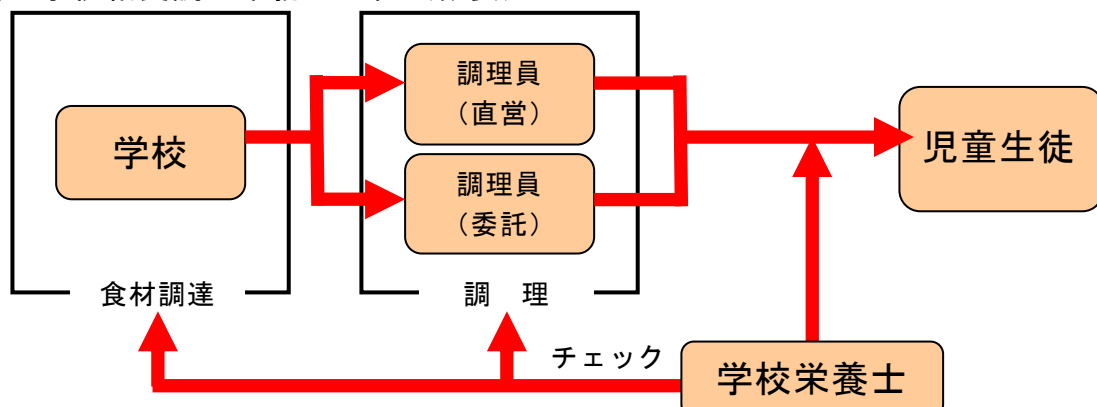 学校
調理員
(直営)
調理員
(委託)
児童生徒
食材調達
調 理
チェック
学校栄養士